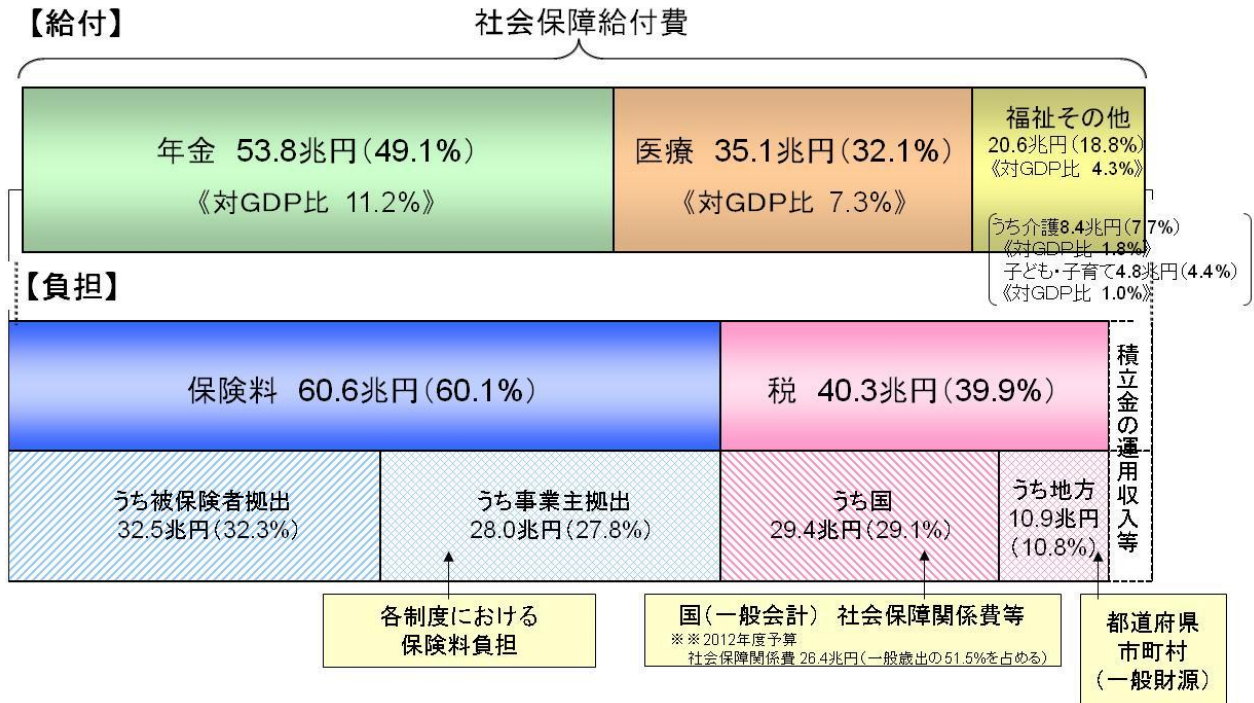 【給付】
社会保障給付費
年金 53.8兆円(49.1%)
《対GDP比 11.2%》
医療 35.1兆円(32.1%)
《対GDP比 7.3%》
福祉その他
20.6兆円(18.8%)
《対GDP比 4.3%》
うち介護8.4兆円(7.7%)
《対GDP比 1.8%》
子ども・子育て4.8兆円(4.4%)
《対GDP比 1.0%》
【負担】
保険料 60.6兆円(60.1%)
税 40.3兆円(39.9%)
積立金の運用収入等
うち被保険者拠出
32.5兆円(32.3%)
うち事業主拠出
28.0兆円(27.8%)
うち国
29.4兆円(29.1%)
うち地方
10.9兆円
(10.8%)
各制度における
保険料負担
国(一般会計) 社会保障関係費等
※※2012年度予算
社会保障関係費 26.4兆円(一般歳出の51.5%を占める)
都道府県
市町村
(一般財源)